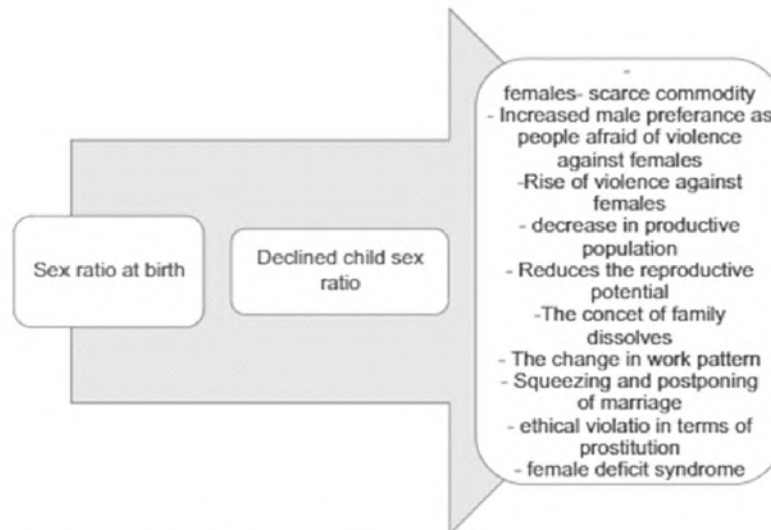 Sex ratio at birth
Declined child sex
ratio
-
females- scarce commodity
- Increased male preferance as
people afraid of violence
against females
-Rise of violence against
females
- decrease in productive
population
- Reduces the reproductive
potential
-The concet of family
dissolves
- The change in work pattern
- Squeezing and postponing
of marriage
- ethical violatio in terms of
prostitution
- female deficit syndrome